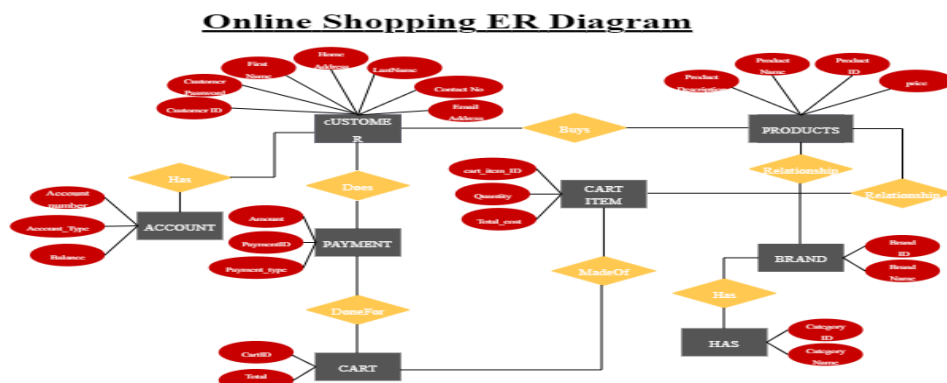 Online Shopping ER Diagram
Home
Address
First
Name
LastName
Customer
Password
Contact No
Customer ID
Email
Address
cUSTOME
R
Buys
Product
Description
Product
Name
Product
ID
price
PRODUCTS
Has
Does
cart_item_ID
Quantity
Total_cost
CART
ITEM
Relationship
Relationship
Account
number
Account_Type
Balance
ACCOUNT
Amount
PaymentID
Payment_type
PAYMENT
MadeOf
BRAND
Brand
ID
Brand
Name
Has
DoneFor
HAS
Category
ID
Category
Name
CartID
Total
CART